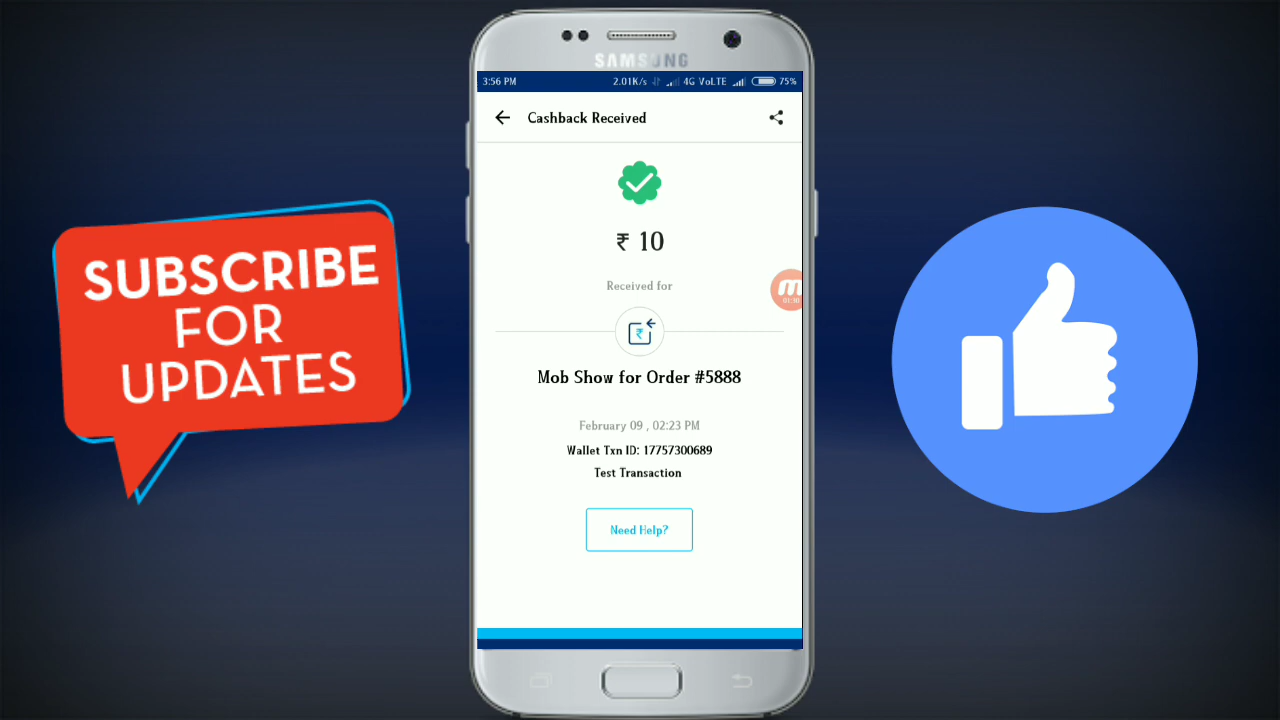 SUBSCRIBE
FOR
UPDATES
SAMSUNG
3:56 PM 2.01K/s 4G VoLTE 75%
Cashback Received
₹ 10
Received for
₹
Mob Show for Order #5888
February 09 , 02:23 PM
Wallet Txn ID: 17757300689
Test Transaction
Need Help?